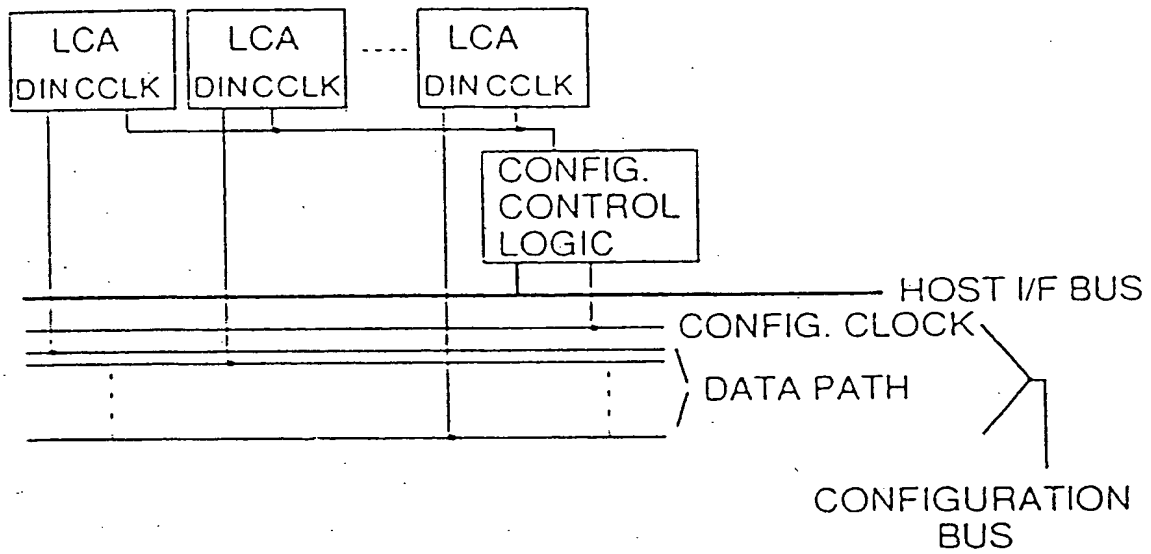 LCA
DIN CCLK
LCA
DIN CCLK
LCA
DIN CCLK
CONFIG.
CONTROL
LOGIC
HOST I/F BUS
CONFIG. CLOCK
DATA PATH
CONFIGURATION
BUS